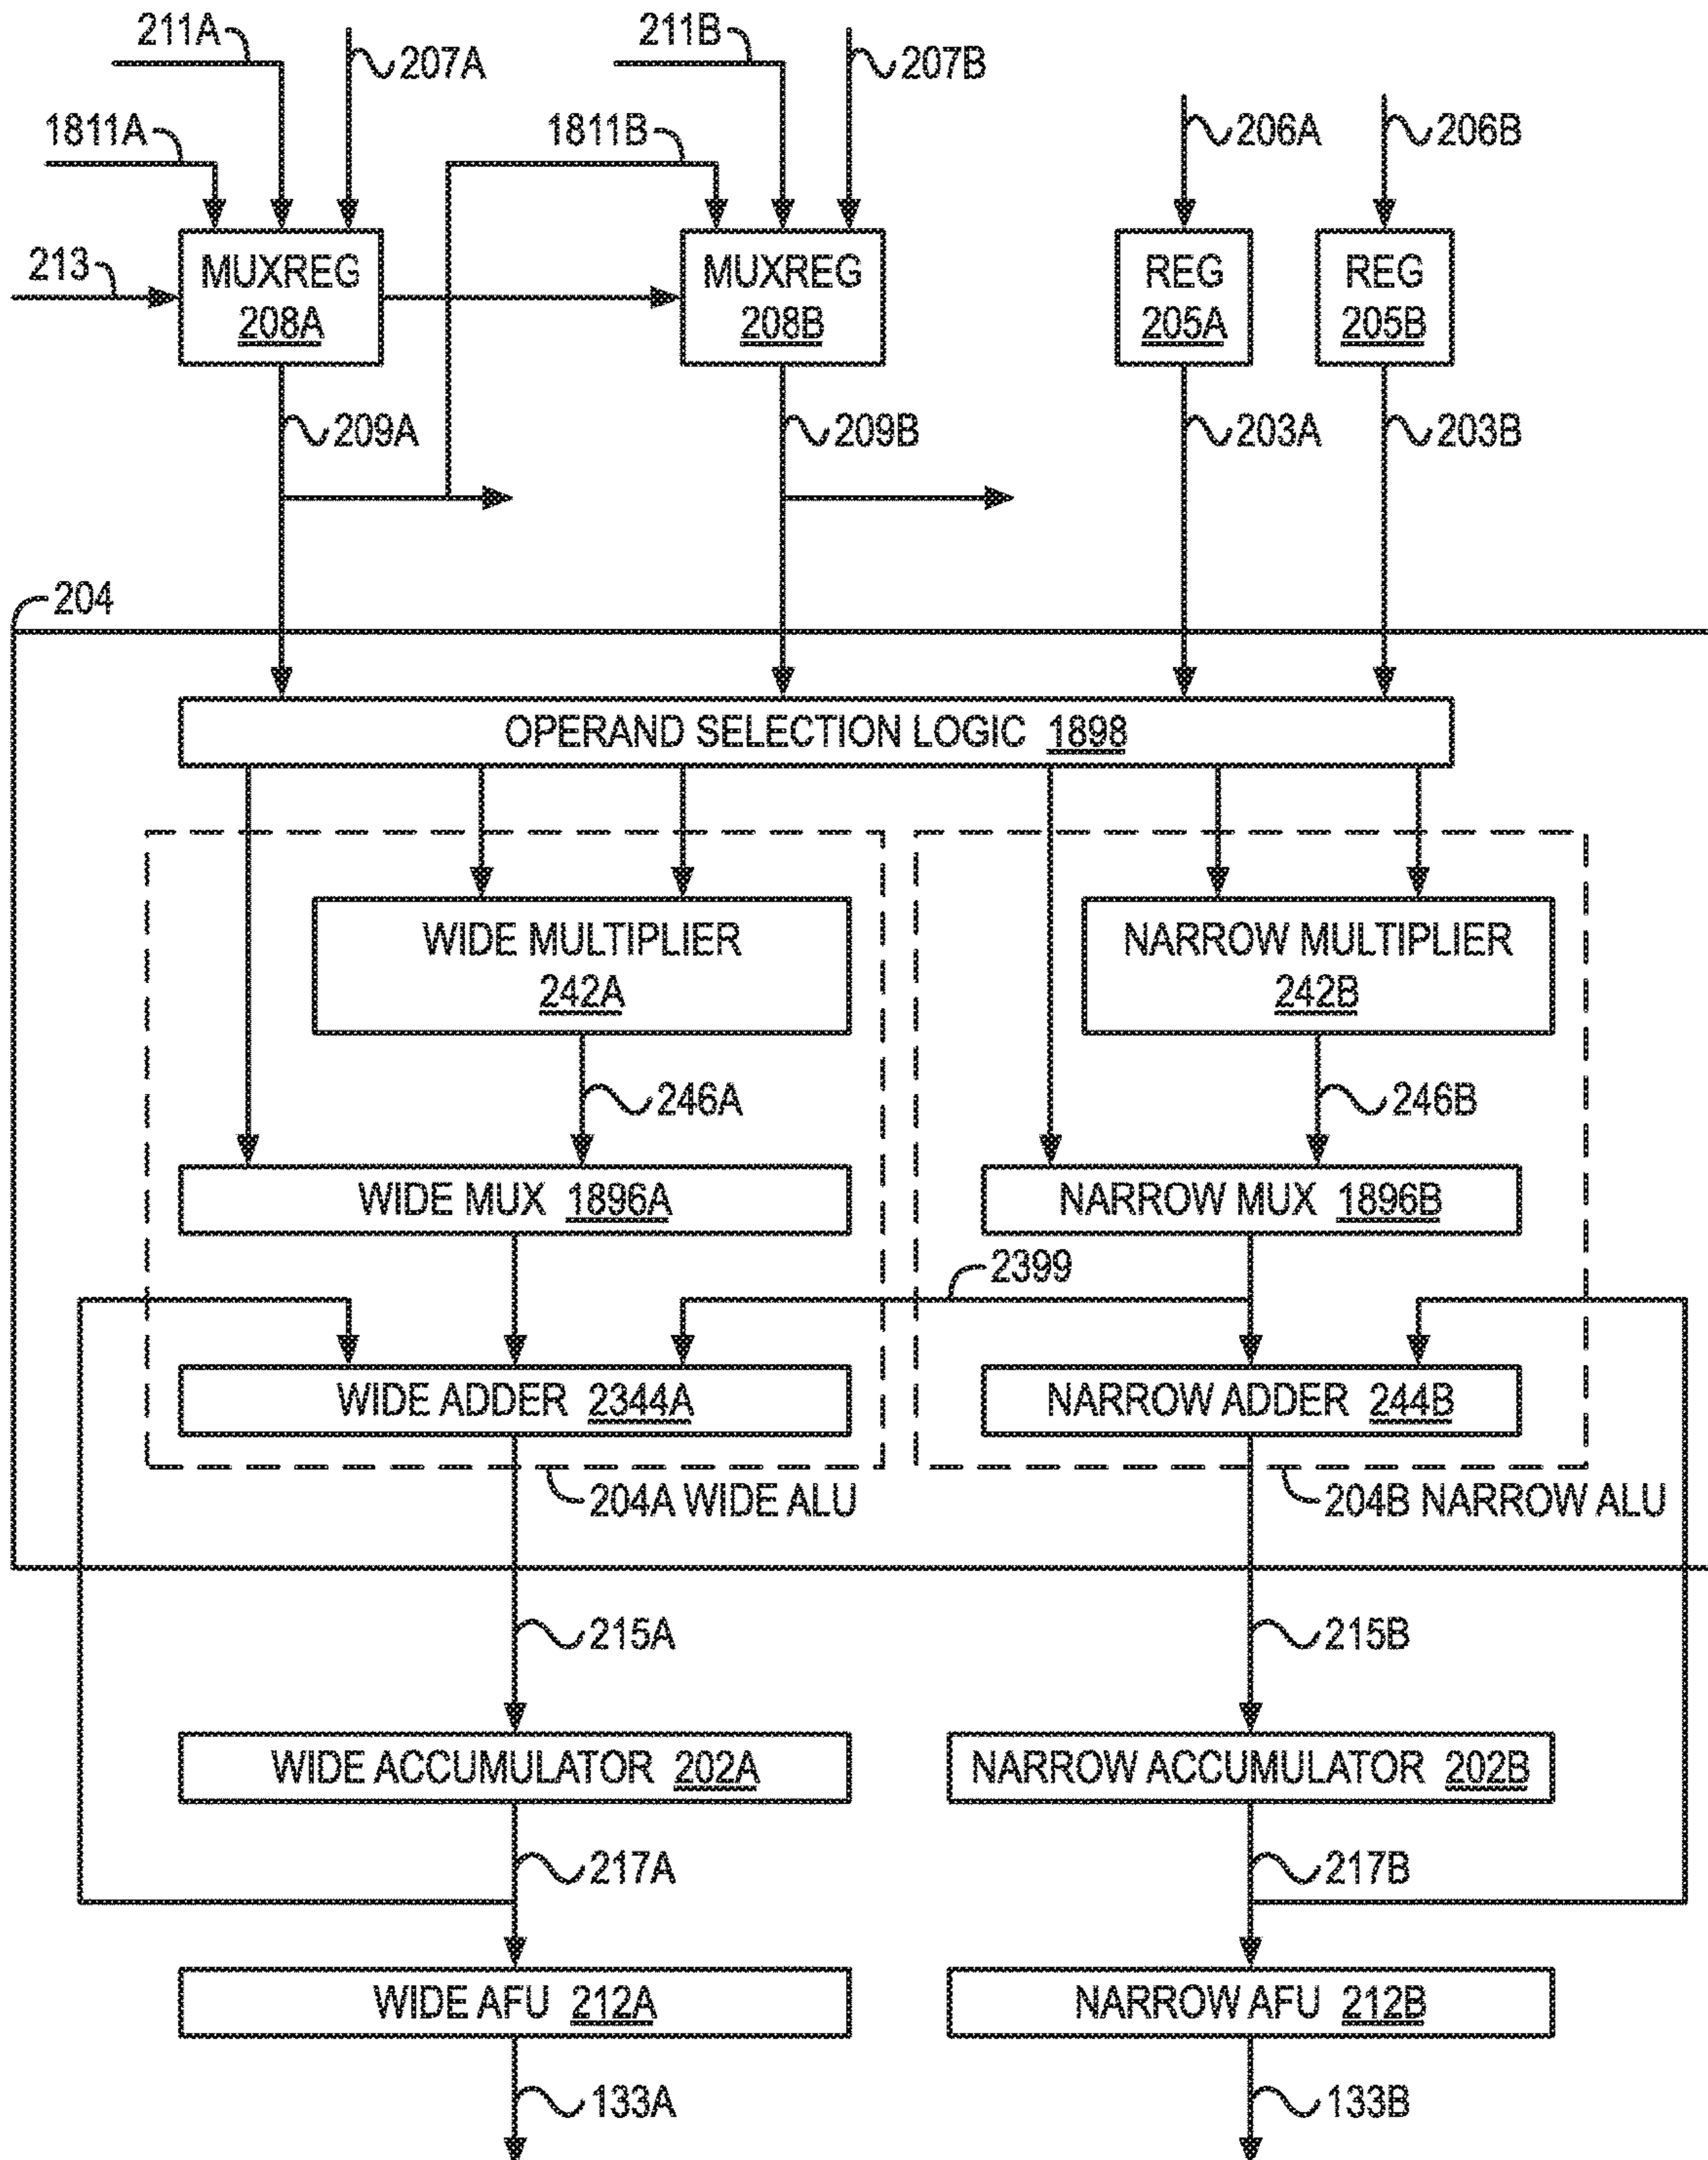 211A
207A
211B
207B
1811A
1811B
206A
206B
213
MUXREG
208A
MUXREG
208B
REG
205A
REG
205B
209A
209B
203A
203B
204
OPERAND SELECTION LOGIC 1898
WIDE MULTIPLIER
242A
NARROW MULTIPLIER
242B
246A
246B
WIDE MUX 1896A
NARROW MUX 1896B
2399
WIDE ADDER 2344A
NARROW ADDER 244B
204A WIDE ALU
204B NARROW ALU
215A
215B
WIDE ACCUMULATOR 202A
NARROW ACCUMULATOR 202B
217A
217B
WIDE AFU 212A
NARROW AFU 212B
133A
133B